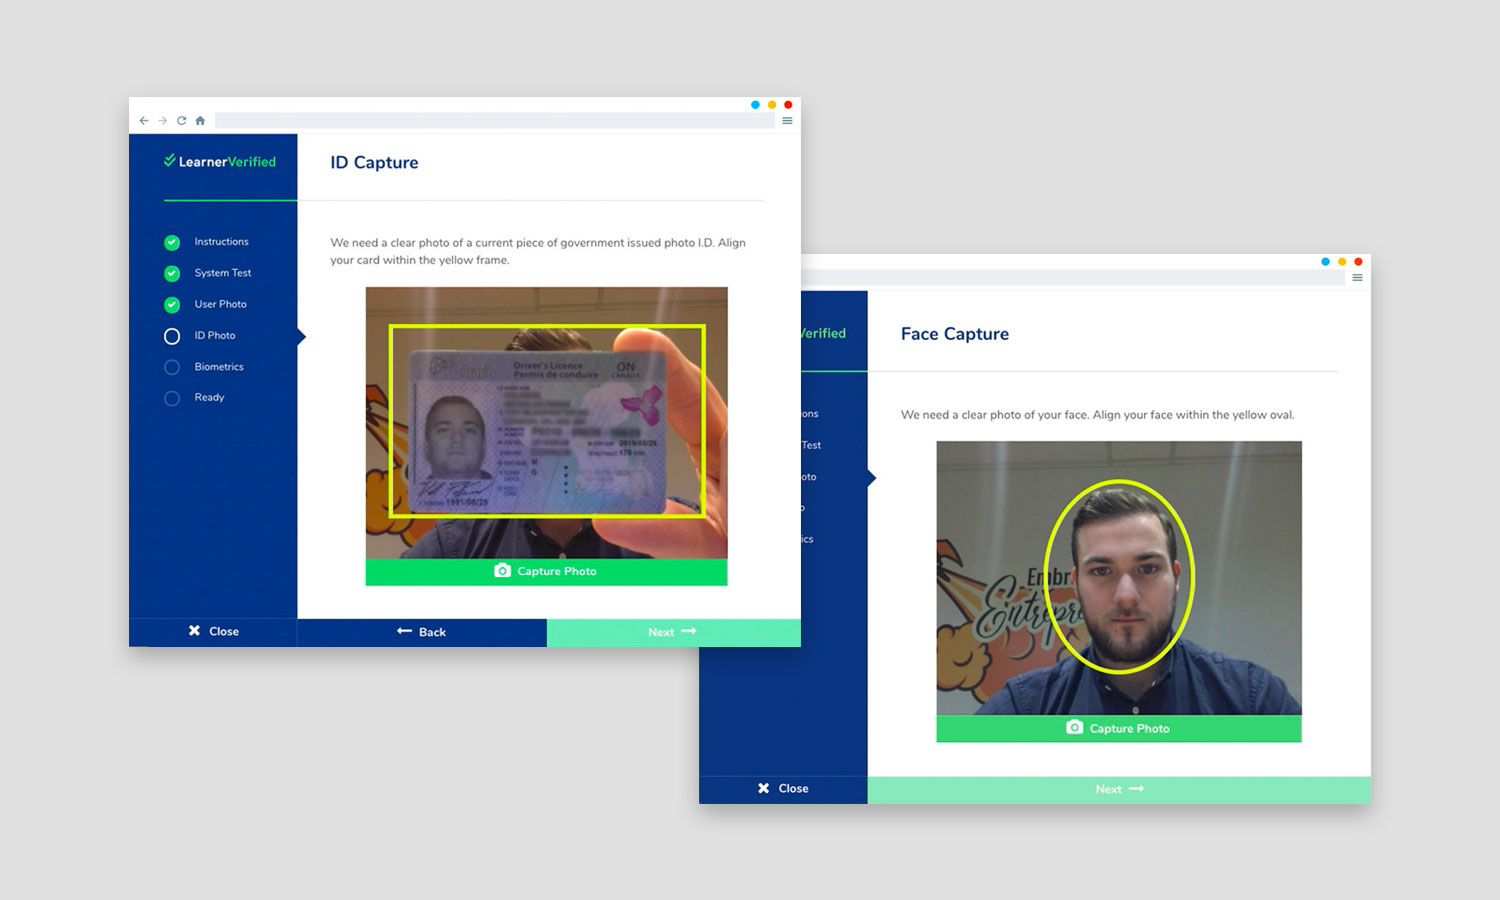 LearnerVerified
ID Capture
Instructions
System Test
User Photo
ID Photo
Biometrics
Ready
We need a clear photo of a current piece of government issued photo I.D. Align
your card within the yellow frame.
Driver's Licence
Permis de conduire
ON
CANADA
Capture Photo
Close
Back
Next
Verified
Face Capture
ons
Test
oto
o
ics
We need a clear photo of your face. Align your face within the yellow oval.
Embr
Entrepre
Capture Photo
Close
Next